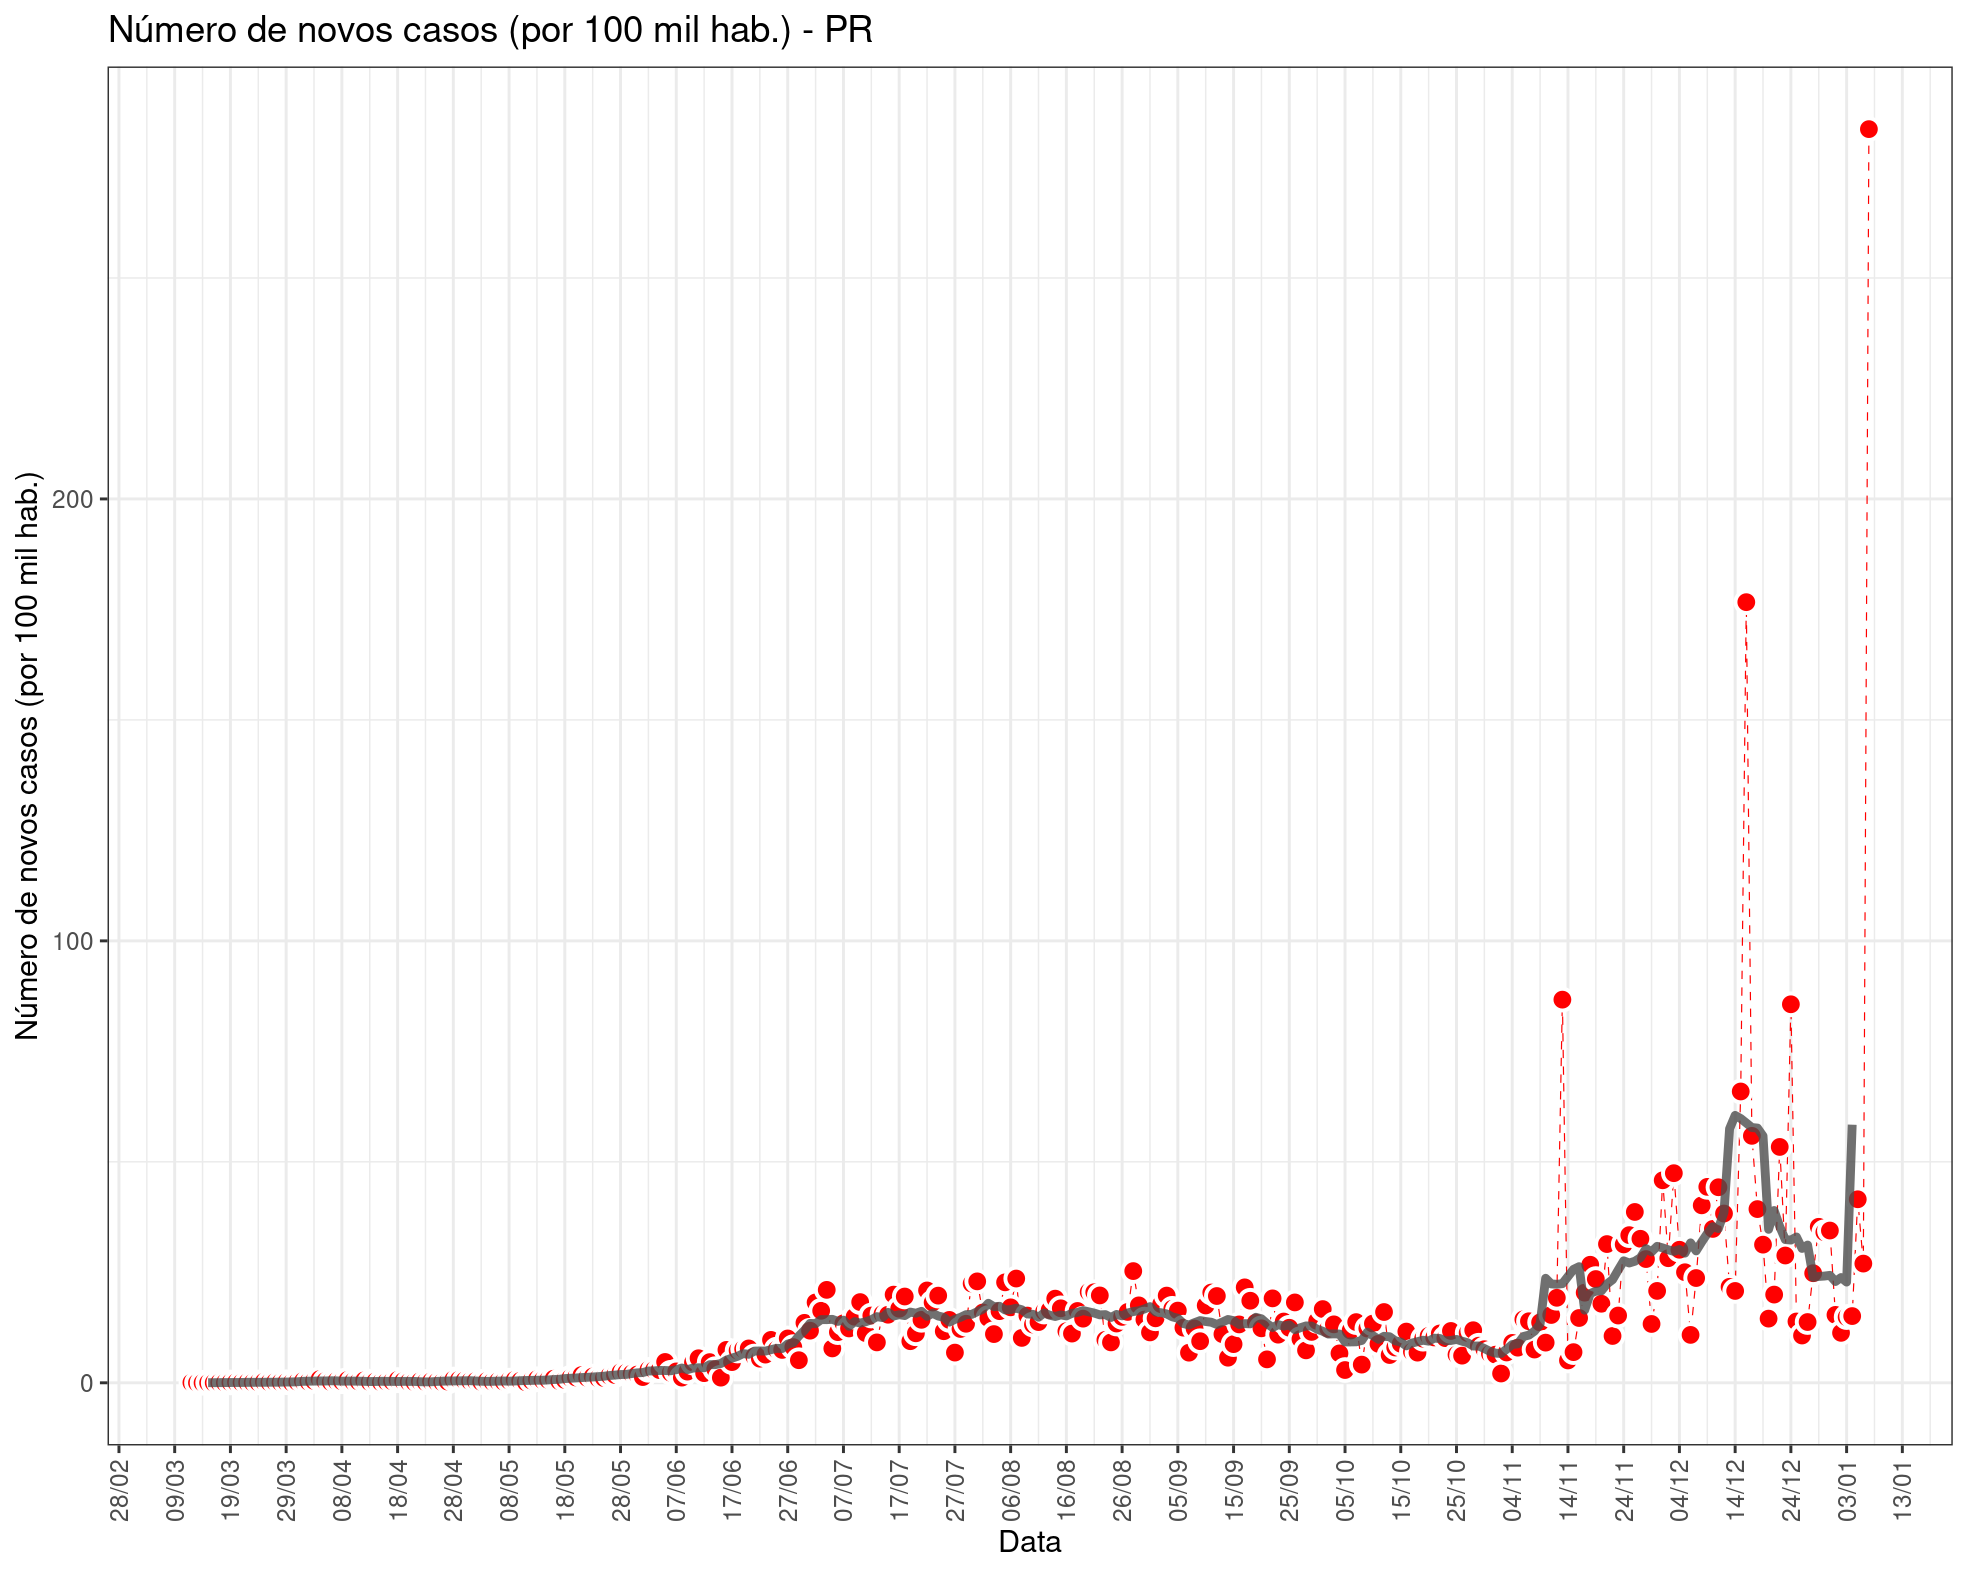 Número de novos casos (por 100 mil hab.) - PR
Número de novos casos (por 100 mil hab.)
200
100
0
28/02 09/03 19/03 29/03 08/04 18/04 28/04 08/05 18/05 28/05 07/06 17/06 27/06 07/07 17/07 27/07 06/08 16/08 26/08 05/09 15/09 25/09 05/10 15/10 25/10 04/11 14/11 24/11 04/12 14/12 24/12 03/01 13/01
Data